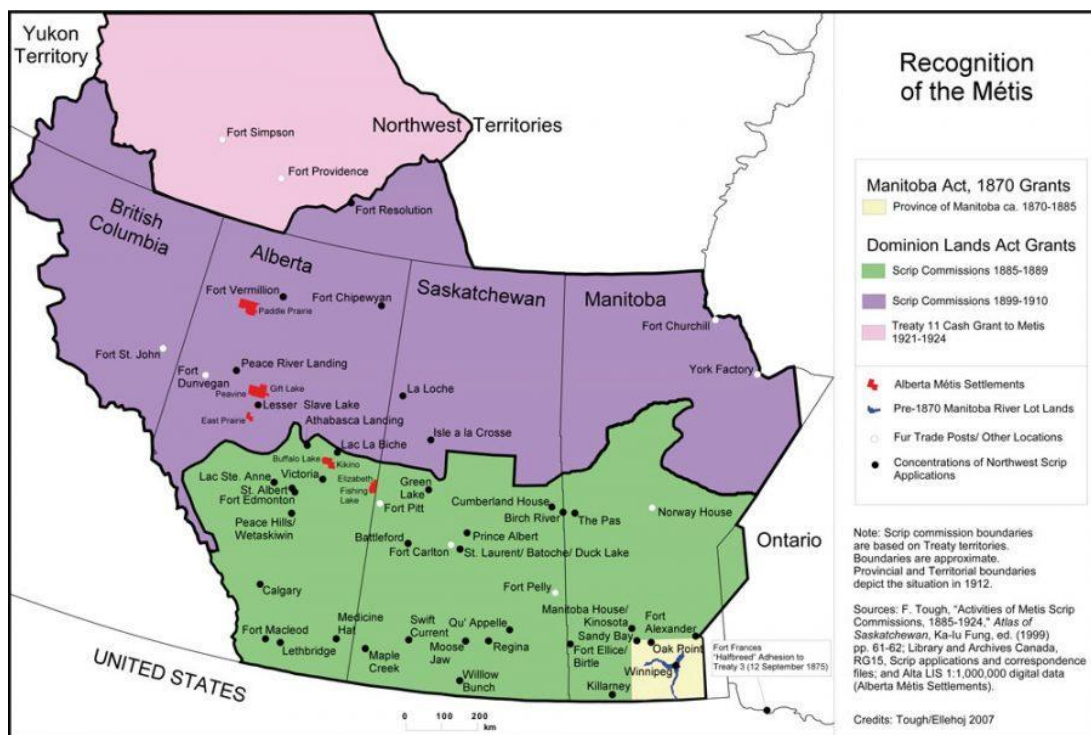 Yukon
Territory
Recognition
of the Métis
Northwest Territories
Fort Simpson
Fort Providence
Fort Resolution
British
Columbia
Alberta
Saskatchewan
Manitoba
Fort Vermillion
Paddle Prairie
Fort Chipewyan
Fort Churchill
York Factory
Fort St. John
Fort
Dunvegan
Peace River Landing
Peavine
Gift Lake
Lesser Slave Lake
East Prairie
Athabasca Landing
La Loche
Isle a la Crosse
Lac La Biche
Buffalo Lake
Kikino
Lac Ste. Anne
Victoria
Elizabeth
Fishing
Lake
St. Albert
Fort Edmonton
Peace Hills/
Wetaskiwin
Fort Pitt
Green
Lake
Cumberland House
Birch River
The Pas
Norway House
Battleford
Prince Albert
Fort Carlton
St. Laurent/ Batoche/ Duck Lake
Ontario
Calgary
Fort Pelly
Manitoba House/
Kinosota
Fort
Alexander
Sandy Bay
Oak Point
Fort Ellice/
Birtle
Winnipeg
Killarney
Fort Macleod
Lethbridge
Medicine
Hat
Maple
Creek
Swift
Current
Moose
Jaw
Qu' Appelle
Regina
Willlow
Bunch
UNITED STATES
0 100 200
km
Fort Frances
"Halfbreed" Adhesion to
Treaty 3 (12 September 1875)
Manitoba Act, 1870 Grants
Province of Manitoba ca. 1870-1885
Dominion Lands Act Grants
Scrip Commissions 1885-1889
Scrip Commissions 1899-1910
Treaty 11 Cash Grant to Metis
1921-1924
Alberta Métis Settlements
Pre-1870 Manitoba River Lot Lands
Fur Trade Posts/ Other Locations
Concentrations of Northwest Scrip
Applications
Note: Scrip commission boundaries
are based on Treaty territories.
Boundaries are approximate.
Provincial and Territorial boundaries
depict the situation in 1912.
Sources: F. Tough, "Activities of Metis Scrip
Commissions, 1885-1924," Atlas of
Saskatchewan, Ka-Iu Fung, ed. (1999)
pp. 61-62; Library and Archives Canada,
RG15, Scrip applications and correspondence
files; and Alta LIS 1:1,000,000 digital data
(Alberta Métis Settlements).
Credits: Tough/Ellehoj 2007